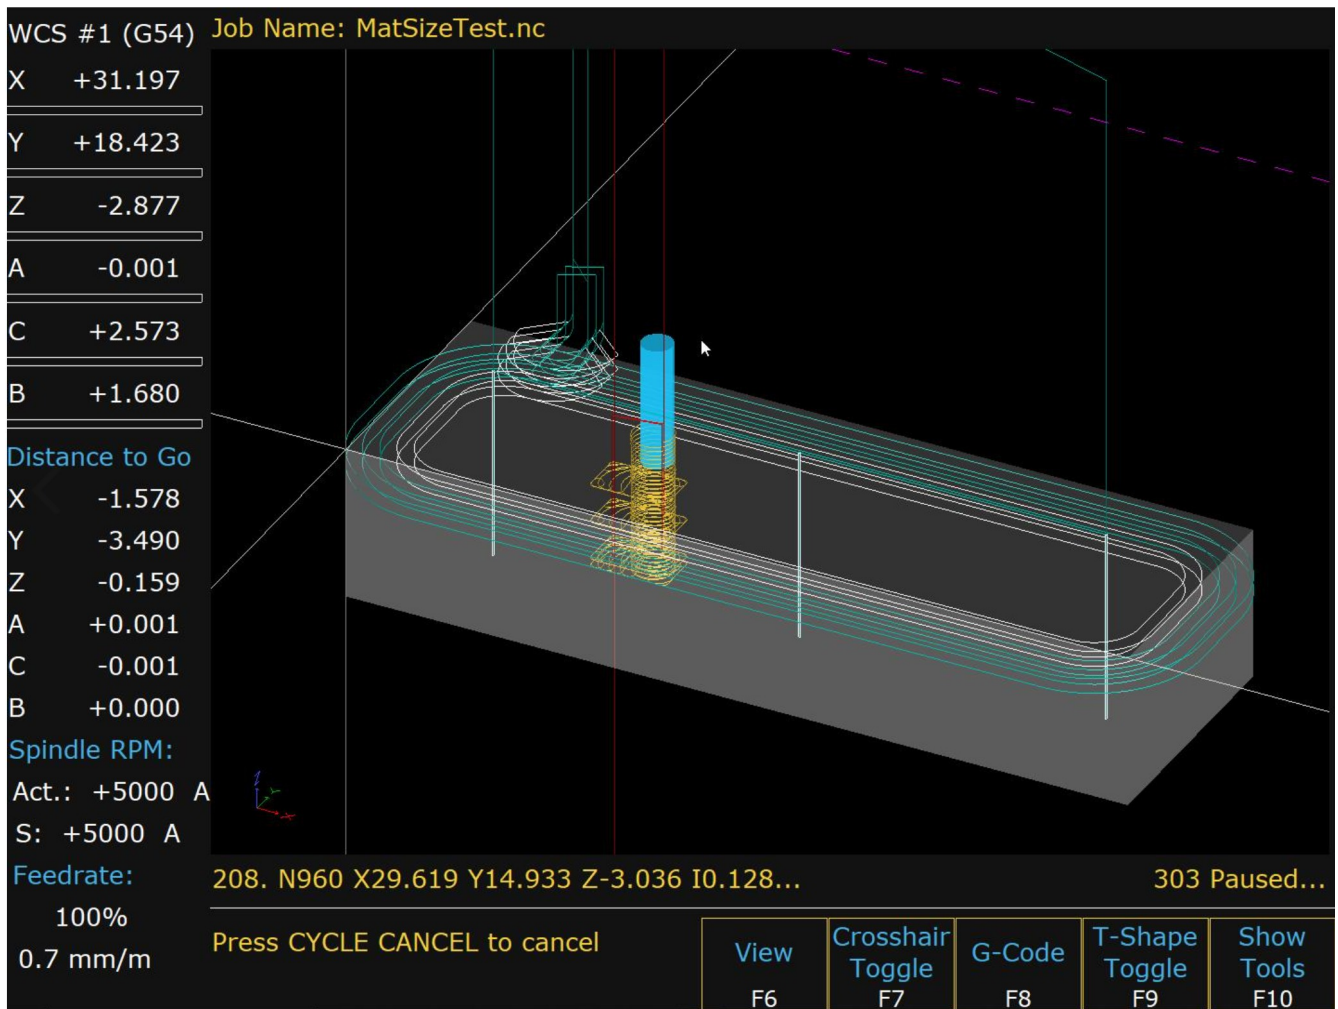 WCS #1 (G54)
Job Name: MatSizeTest.nc
X +31.197
Y +18.423
Z -2.877
A -0.001
C +2.573
B +1.680
Distance to Go
X -1.578
Y -3.490
Z -0.159
A +0.001
C -0.001
B +0.000
Spindle RPM:
Act.: +5000 A
S: +5000 A
Feedrate:
100%
0.7 mm/m
208. N960 X29.619 Y14.933 Z-3.036 I0.128...
303 Paused...
Press CYCLE CANCEL to cancel
View
F6
Crosshair
Toggle
F7
G-Code
F8
T-Shape
Toggle
F9
Show
Tools
F10